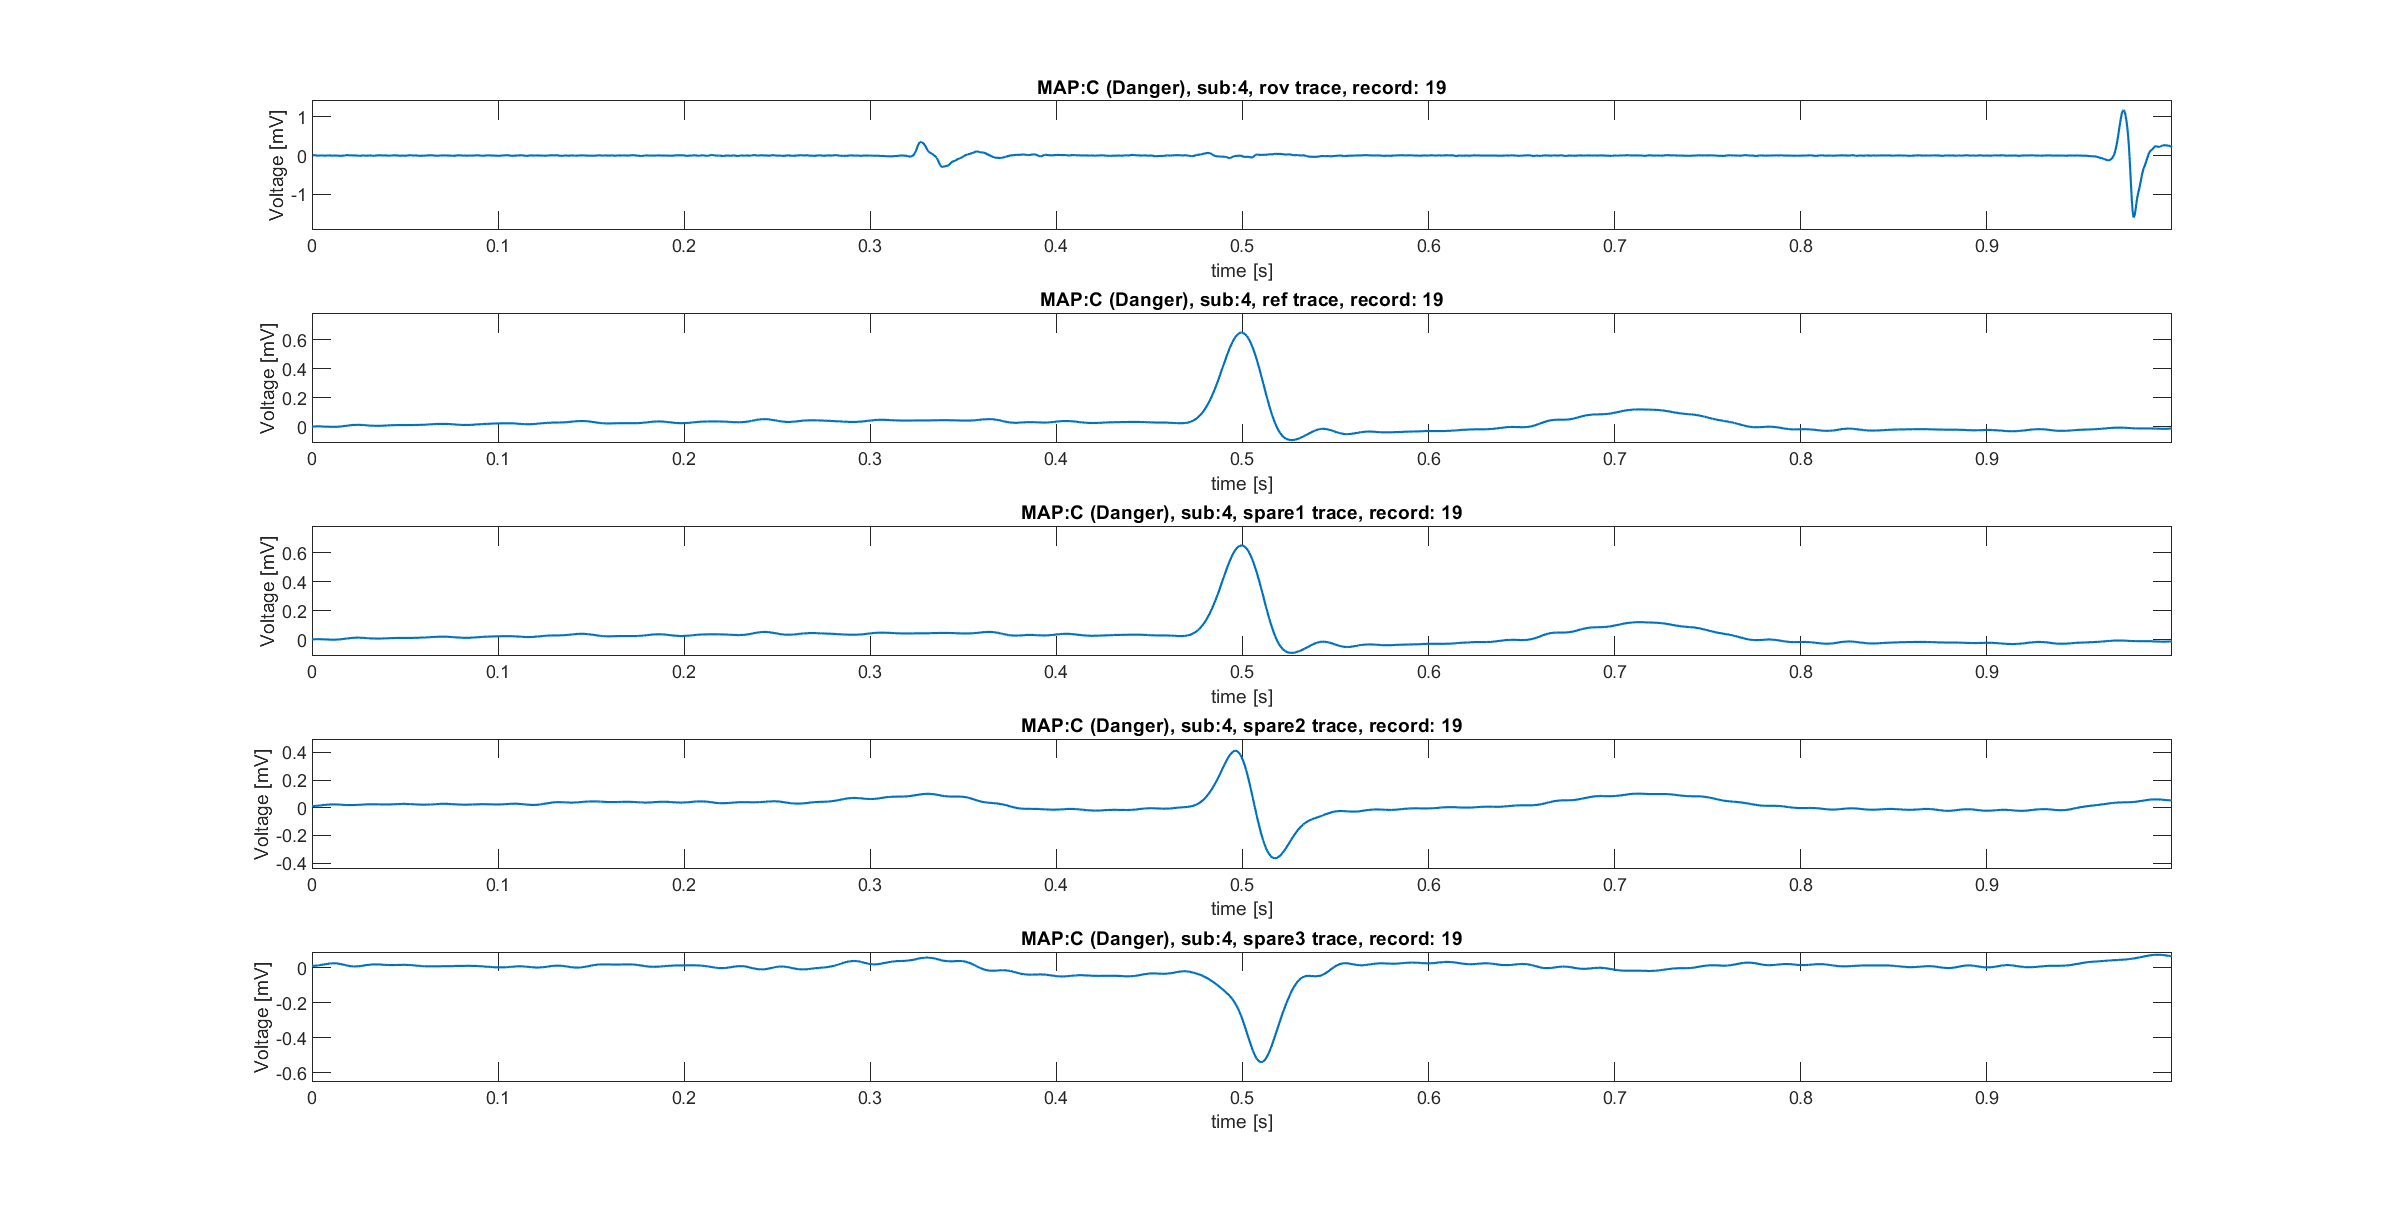 MAP:C (Danger), sub:4, rov trace, record: 19
Voltage [mV]
1
0
-1
0 0.1 0.2 0.3 0.4 0.5 0.6 0.7 0.8 0.9
time [s]
MAP:C (Danger), sub:4, ref trace, record: 19
Voltage [mV]
0.6
0.4
0.2
0
0 0.1 0.2 0.3 0.4 0.5 0.6 0.7 0.8 0.9
time [s]
MAP:C (Danger), sub:4, spare1 trace, record: 19
Voltage [mV]
0.6
0.4
0.2
0
0 0.1 0.2 0.3 0.4 0.5 0.6 0.7 0.8 0.9
time [s]
MAP:C (Danger), sub:4, spare2 trace, record: 19
Voltage [mV]
0.4
0.2
0
-0.2
-0.4
0 0.1 0.2 0.3 0.4 0.5 0.6 0.7 0.8 0.9
time [s]
MAP:C (Danger), sub:4, spare3 trace, record: 19
Voltage [mV]
0
-0.2
-0.4
-0.6
0 0.1 0.2 0.3 0.4 0.5 0.6 0.7 0.8 0.9
time [s]